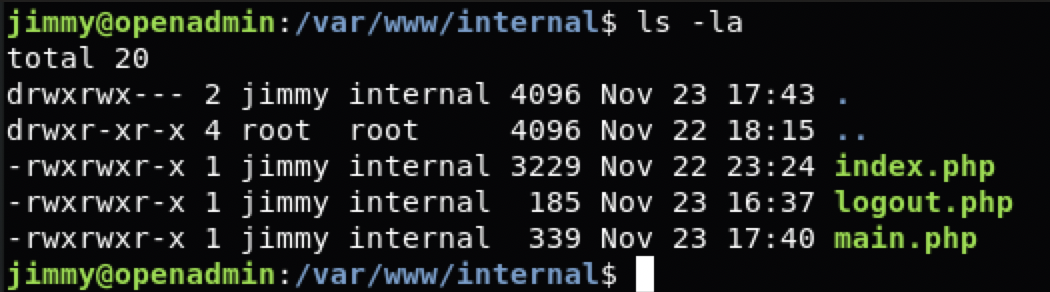 jimmy@openadmin:/var/www/internal$ ls -la
total 20
drwxrwx--- 2 jimmy internal 4096 Nov 23 17:43 .
drwxr-xr-x 4 root  root     4096 Nov 22 18:15 ..
-rwxrwxr-x 1 jimmy internal 3229 Nov 22 23:24 index.php
-rwxrwxr-x 1 jimmy internal  185 Nov 23 16:37 logout.php
-rwxrwxr-x 1 jimmy internal  339 Nov 23 17:40 main.php
jimmy@openadmin:/var/www/internal$